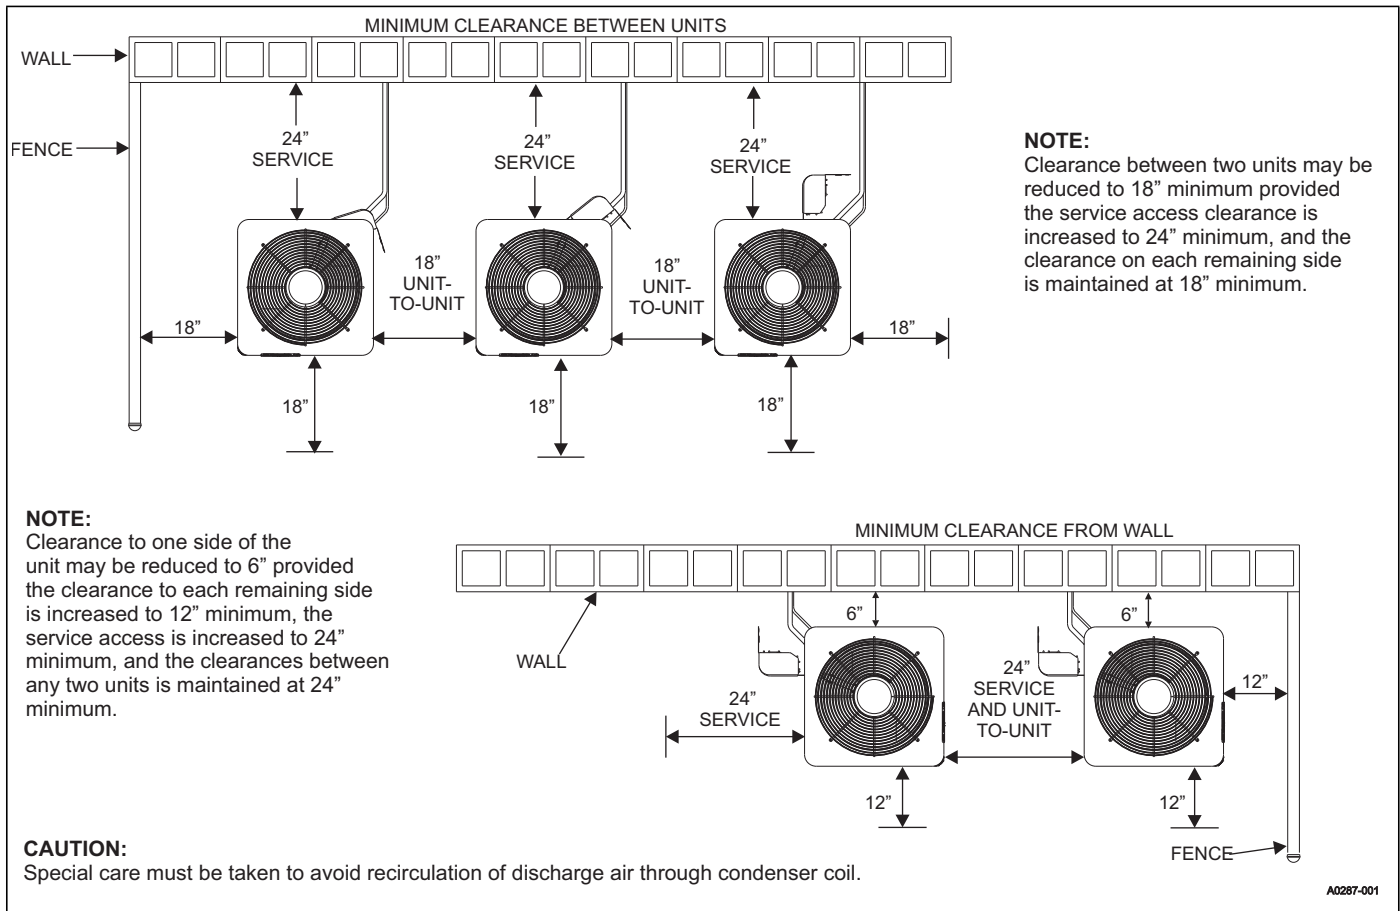 MINIMUM CLEARANCE BETWEEN UNITS
WALL
FENCE
24”
SERVICE
24”
SERVICE
24”
SERVICE
18”
UNIT-
TO-UNIT
18”
UNIT-
TO-UNIT
18”
18”
18”
18”
18”
NOTE:
Clearance between two units may be
reduced to 18” minimum provided
the service access clearance is
increased to 24” minimum, and the
clearance on each remaining side
is maintained at 18” minimum.
NOTE:
Clearance to one side of the
unit may be reduced to 6” provided
the clearance to each remaining side
is increased to 12” minimum, the
service access is increased to 24”
minimum, and the clearances between
any two units is maintained at 24”
minimum.
MINIMUM CLEARANCE FROM WALL
6”
6”
WALL
24”
SERVICE
24”
SERVICE
AND UNIT-
TO-UNIT
12”
12”
12”
FENCE
CAUTION:
Special care must be taken to avoid recirculation of discharge air through condenser coil.
A0287-001